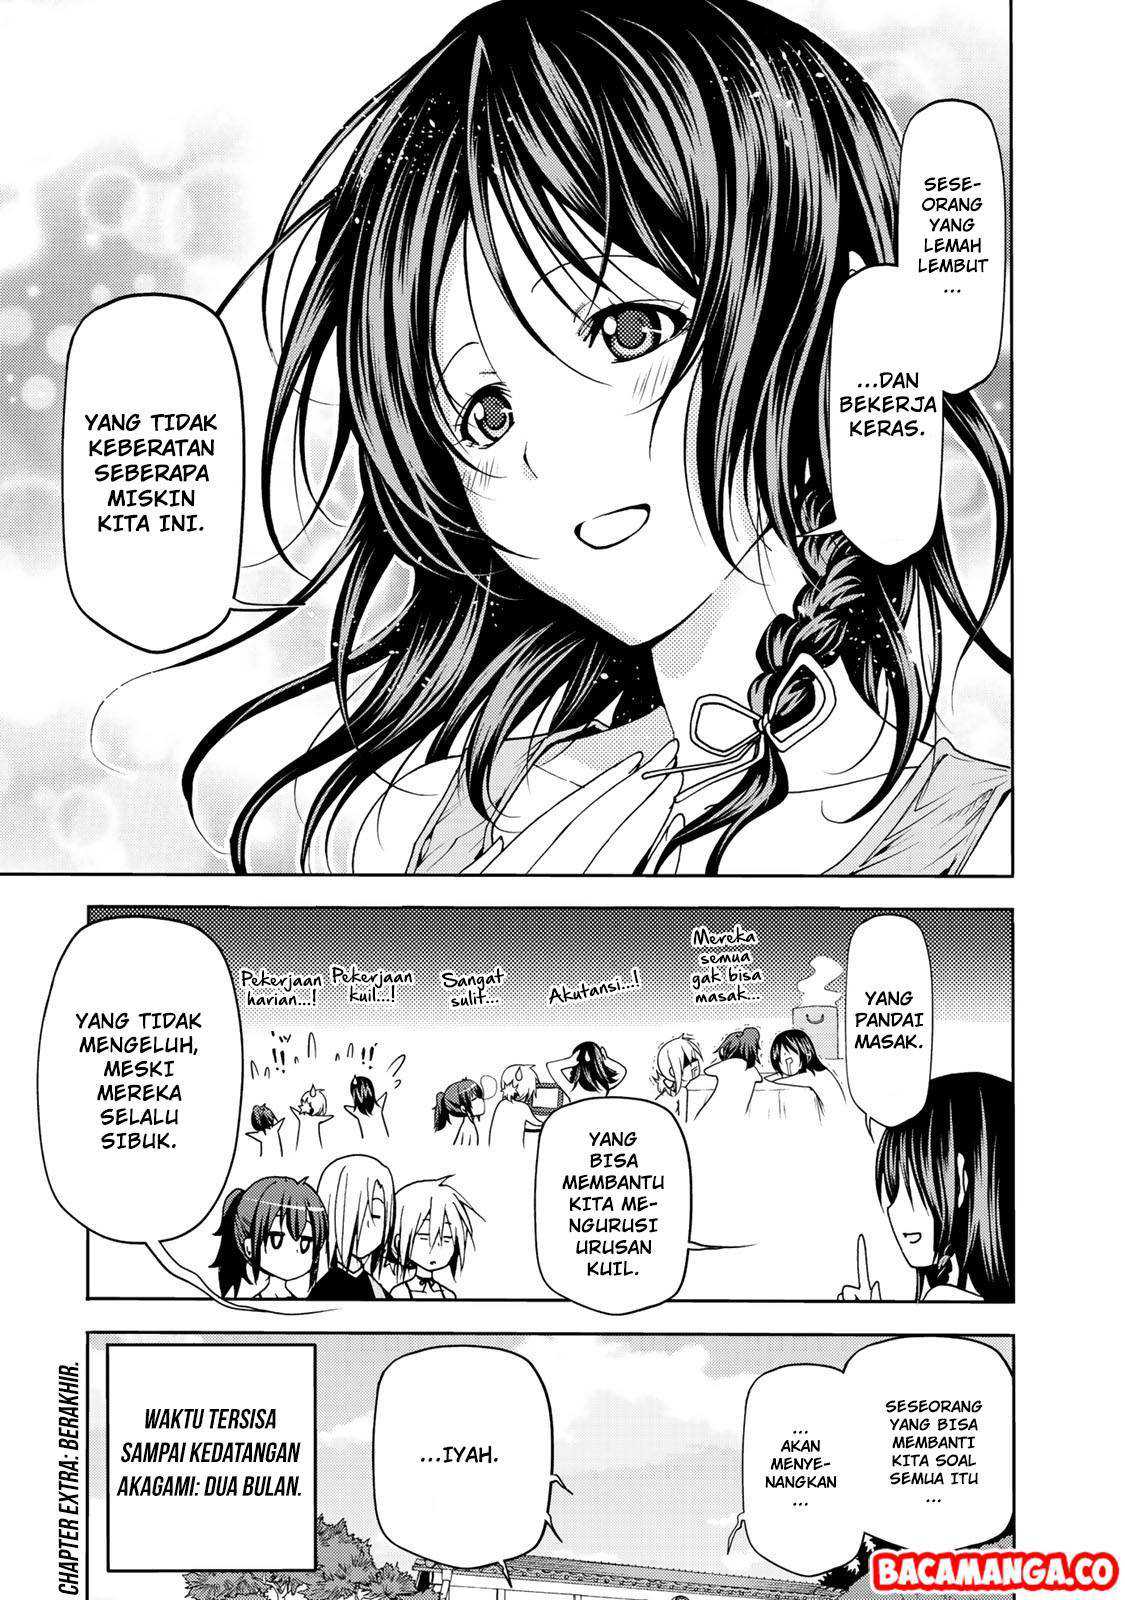 SESE-
ORANG
YANG
LEMAH
LEMBUT
...
...DAN
BEKERJA
KERAS.
YANG TIDAK
KEBERATAN
SEBERAPA
MISKIN
KITA INI.
YANG
PANDAI
MASAK.
Mereka
semua
gak bisa
masak...
Akutansi...!
Sangat
sulit...
Pekerjaan
kuil...!
Pekerjaan
harian...!
YANG
BISA
MEMBANTU
KITA ME-
NGURUSI
URUSAN
KUIL.
YANG TIDAK
MENGELUH,
MESKI
MEREKA
SELALU
SIBUK.
SESEORANG
YANG BISA
MEMBANTI
KITA SOAL
SEMUA ITU
...
...
AKAN
MENYE-
NANGKAN
...
...IYAH.
WAKTU TERSISA
SAMPAI KEDATANGAN
AKAGAMI: DUA BULAN.
CHAPTER EXTRA: BERAKHIR.
BACAMANGA.CO